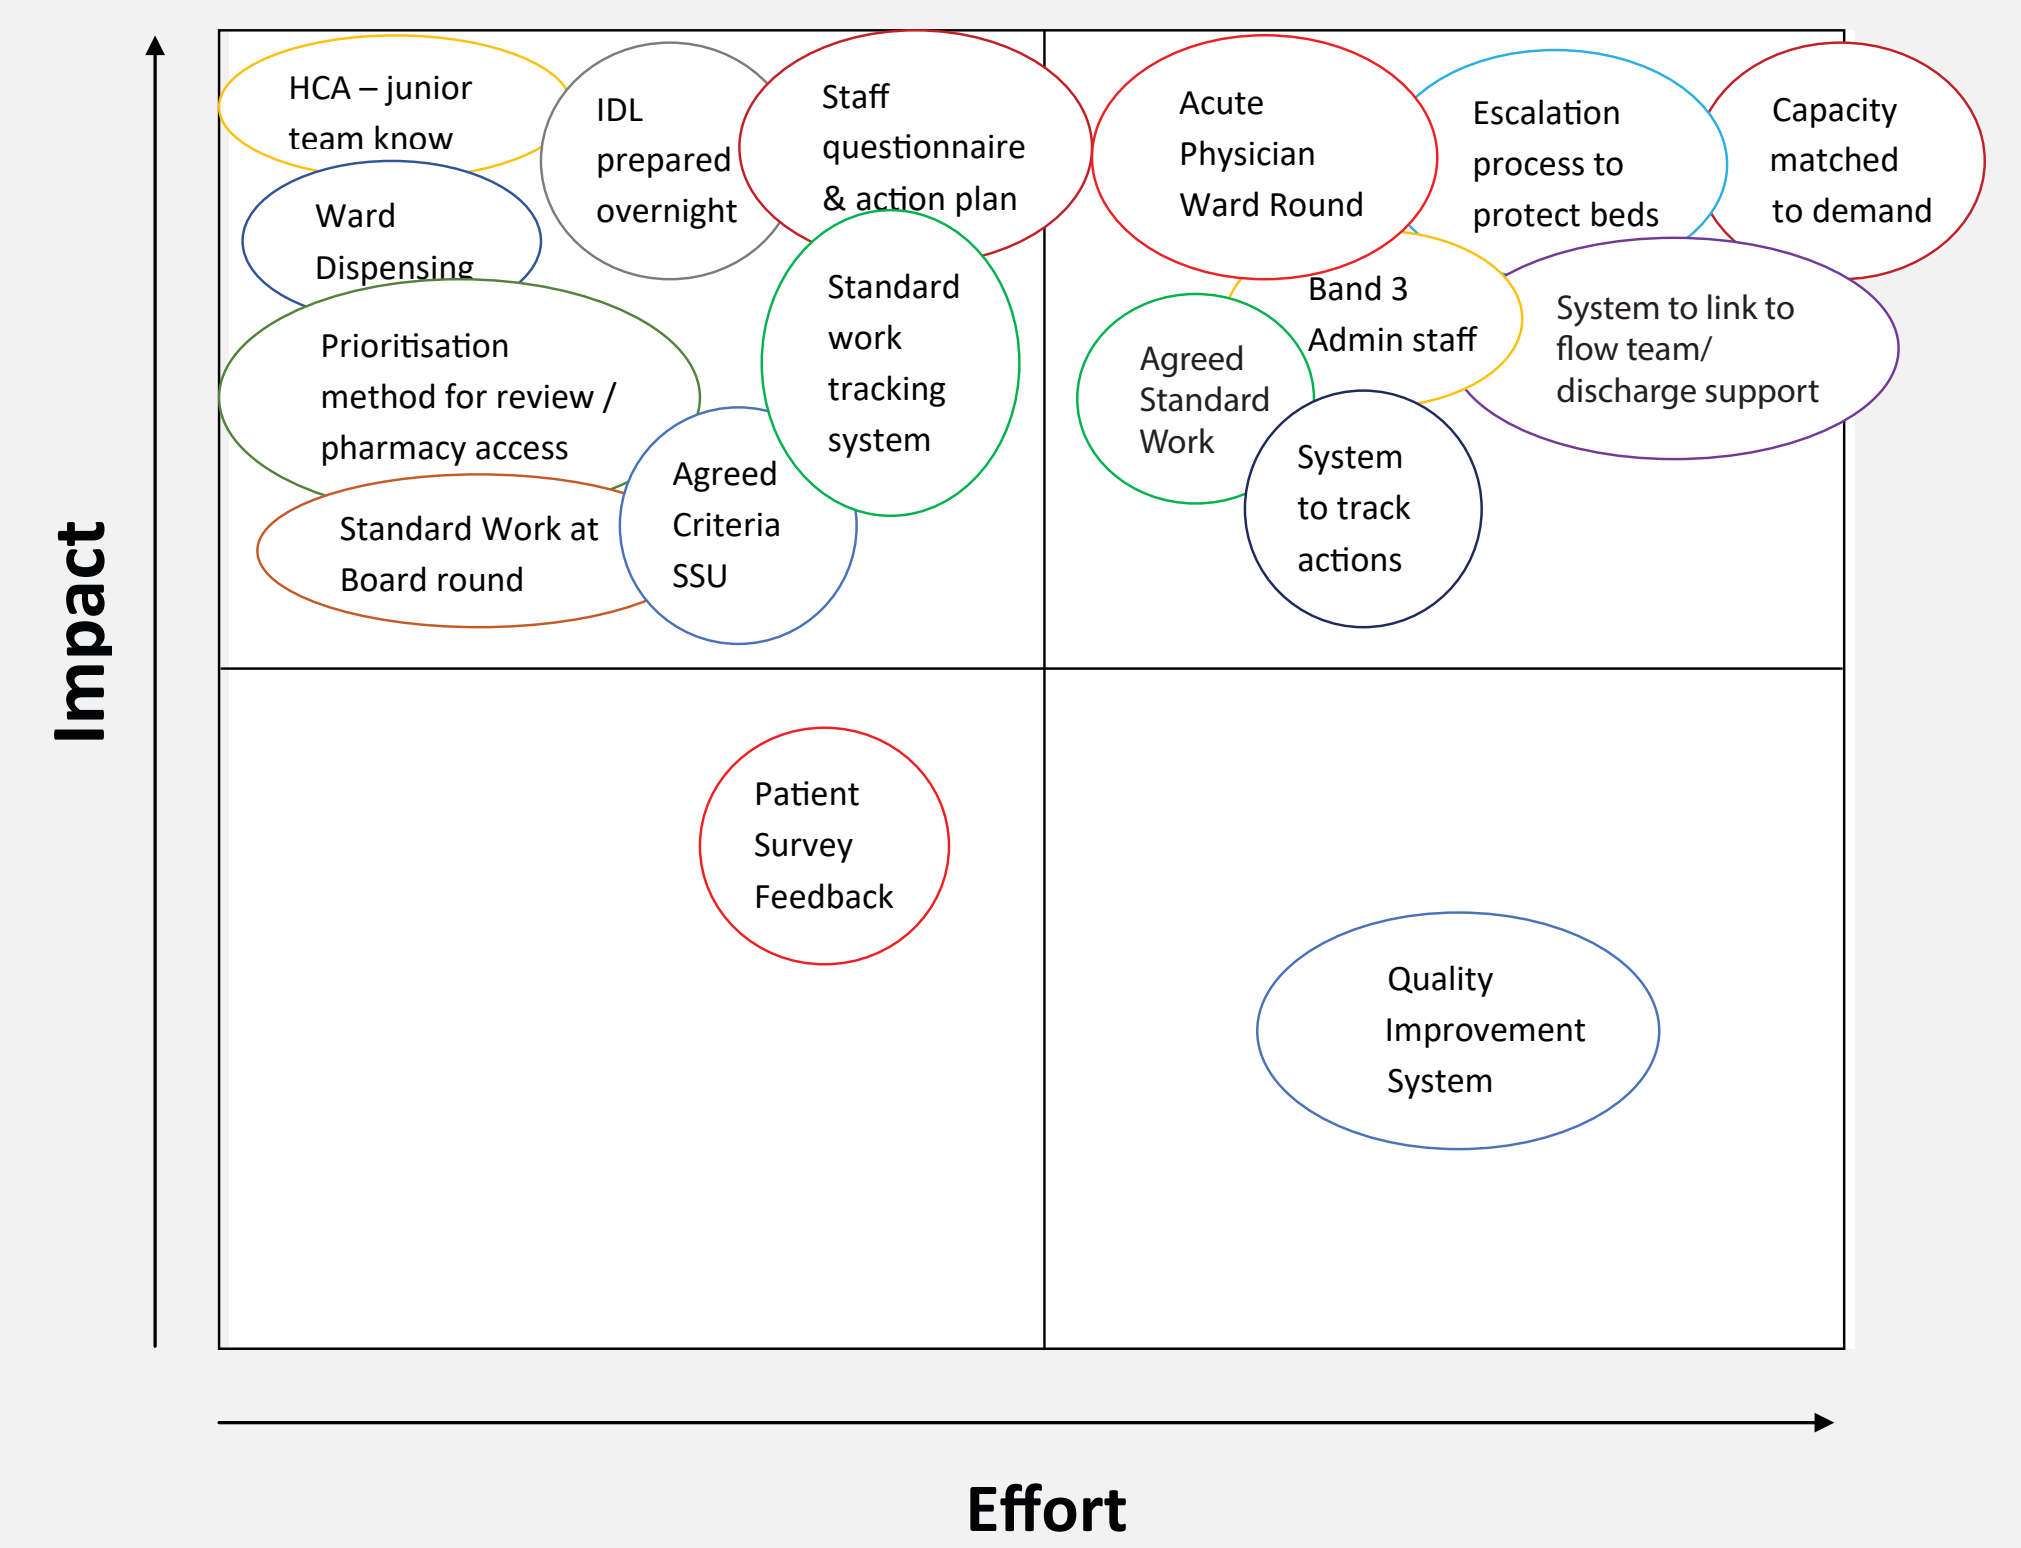 HCA – junior
team know
IDL
prepared
overnight
Staff
questionnaire
& action plan
Acute
Physician
Ward Round
Escalation
process to
protect beds
Capacity
matched
to demand
Ward
Dispensing
Standard
work
tracking
system
Band 3
Admin staff
System to link to
flow team/
discharge support
Prioritisation
method for review /
pharmacy access
Agreed
Standard
Work
Agreed
Criteria
SSU
System
to track
actions
Standard Work at
Board round
Impact
Patient
Survey
Feedback
Quality
Improvement
System
Effort